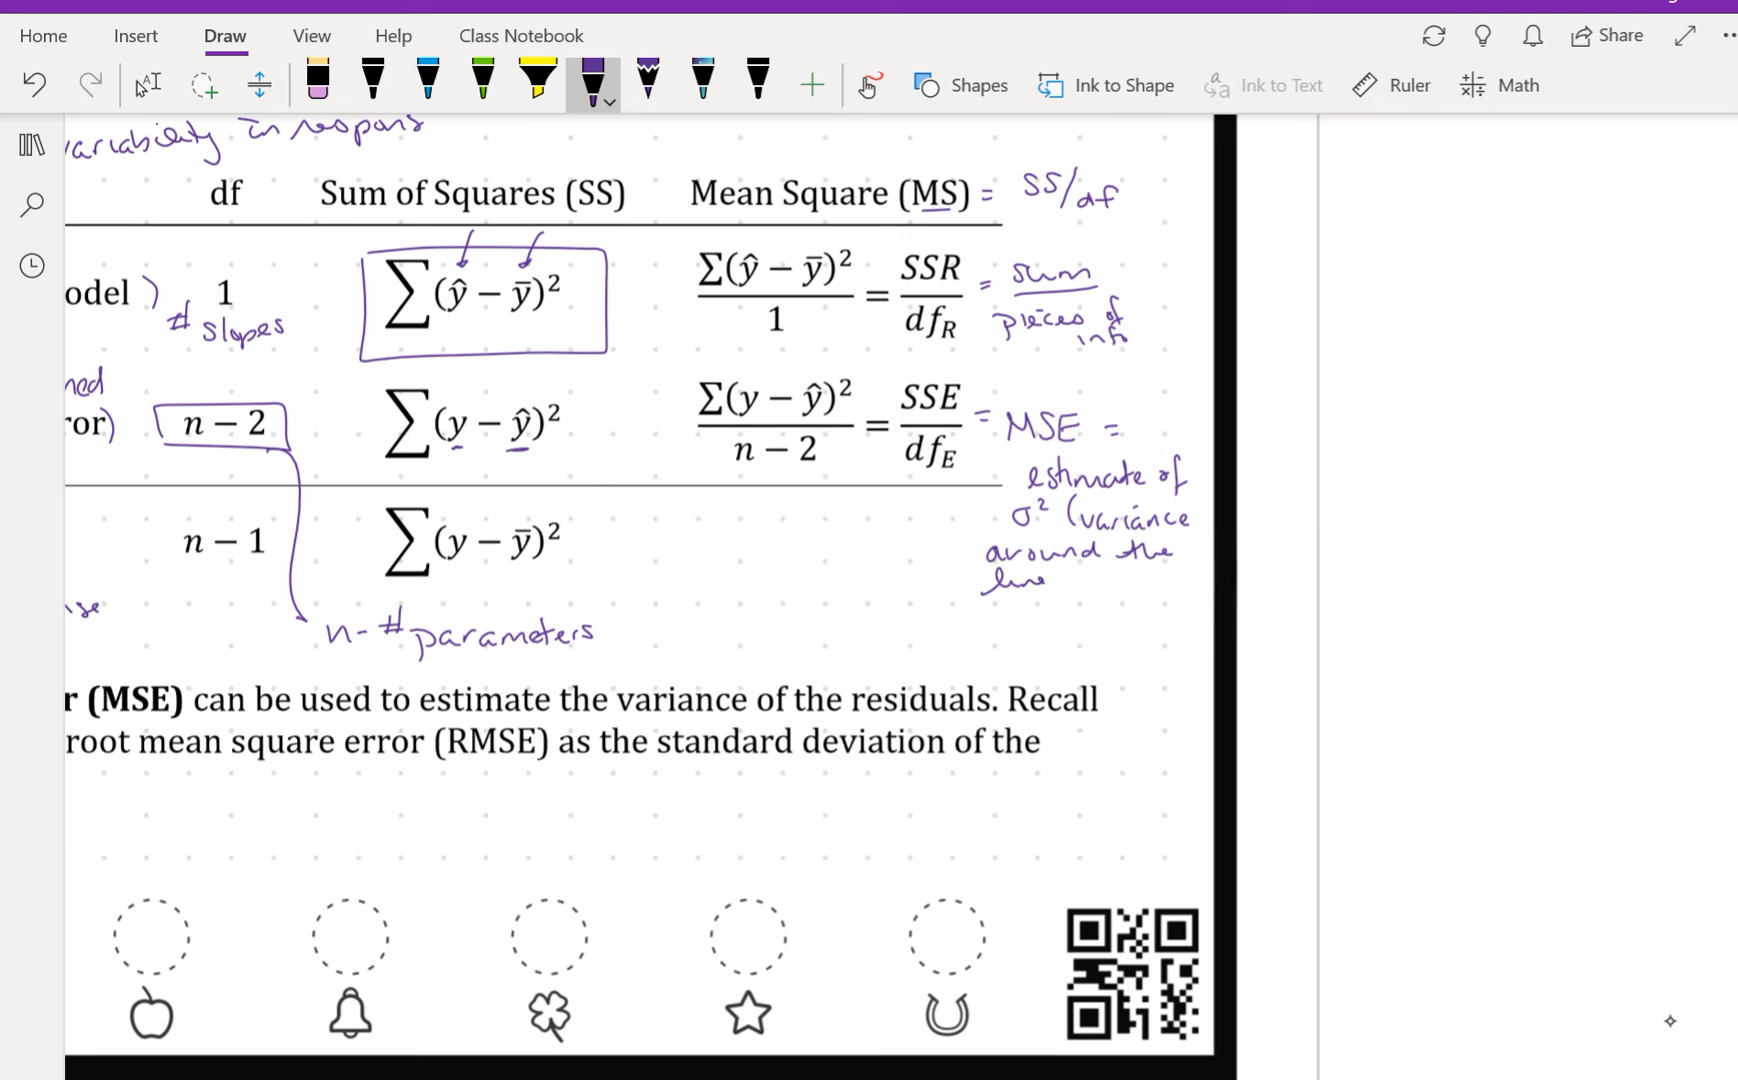 Home Insert Draw View Help Class Notebook Share
Shapes Ink to Shape Ink to Text Ruler Math
variability in respons
df Sum of Squares (SS) Mean Square (MS) = SS/df
odel) 1 ∑(ŷ − ȳ)² Σ(ŷ − ȳ)²/1 = SSR/df_R = sum/pieces of info
# slopes
ned
ror) n − 2 ∑(y − ŷ)² Σ(y − ŷ)²/n − 2 = SSE/df_E = MSE =
estimate of
σ² (variance
around the
line
n − 1 ∑(y − ȳ)²
nse
n- # parameters
r (MSE) can be used to estimate the variance of the residuals. Recall
root mean square error (RMSE) as the standard deviation of the